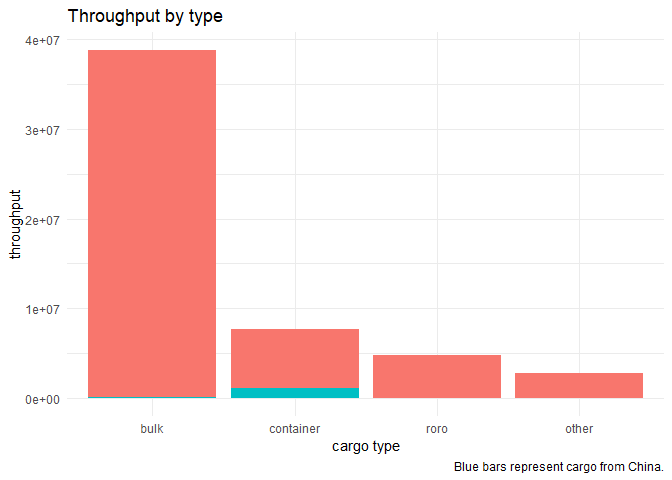 Throughput by type
4e+07
3e+07
2e+07
1e+07
0e+00
throughput
bulk container roro other
cargo type
Blue bars represent cargo from China.